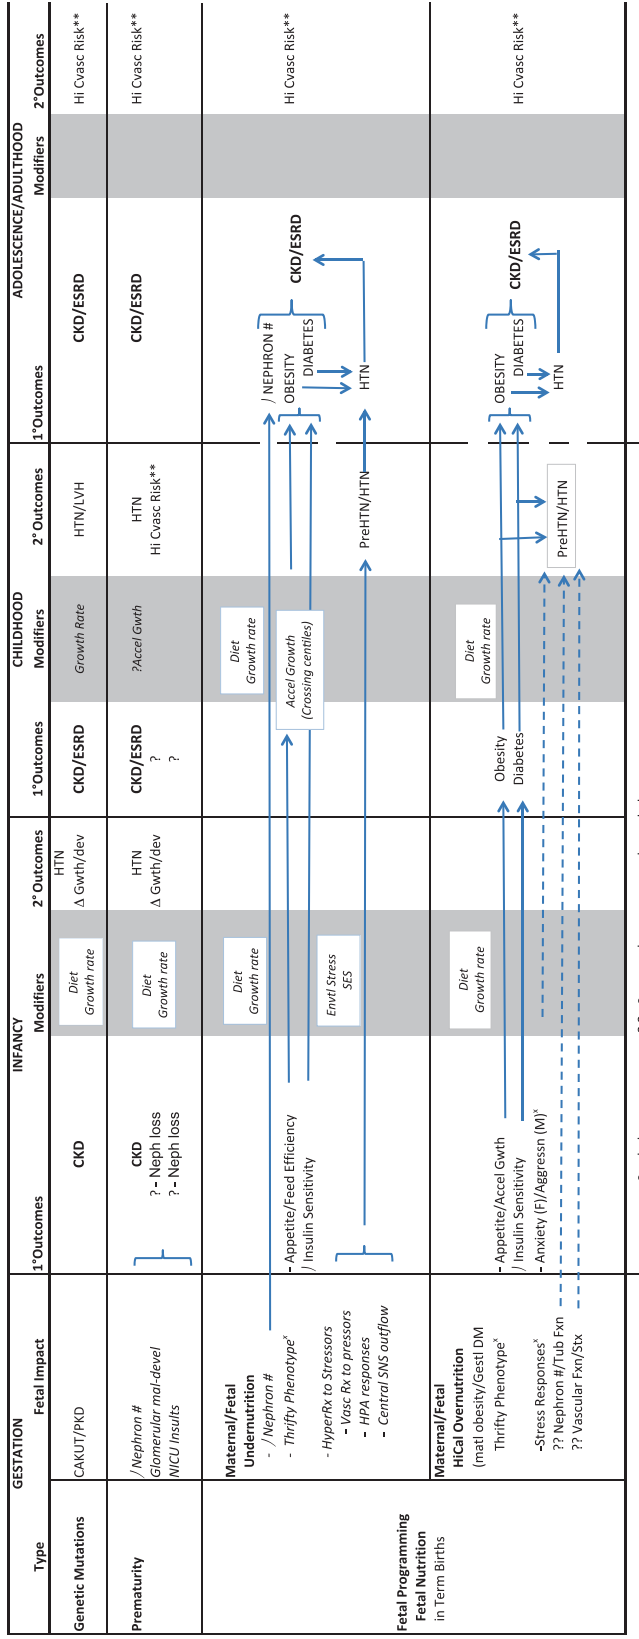 GESTATION
INFANCY
CHILDHOOD
ADOLESCENCE/ADULTHOOD
Type
Fetal Impact
1°Outcomes
Modifiers
2° Outcomes
1°Outcomes
Modifiers
2° Outcomes
1°Outcomes
Modifiers
2°Outcomes
Genetic Mutations
CAKUT/PKD
CKD
Diet
Growth rate
HTN
Δ Gwth/dev
CKD/ESRD
Growth Rate
HTN/LVH
CKD/ESRD
Hi Cvasc Risk**
Prematurity
⟩ Nephron #
Glomerular mal-devel
NICU Insults
CKD
? – Neph loss
? – Neph loss
Diet
Growth rate
HTN
Δ Gwth/dev
CKD/ESRD
?
?
?Accel Gwth
HTN
Hi Cvasc Risk**
CKD/ESRD
Hi Cvasc Risk**
Fetal Programming
Fetal Nutrition
in Term Births
Maternal/Fetal
Undernutrition
- ⟩ Nephron #
- Thrifty Phenotypeˣ
- HyperRx to Stressors
– Vasc Rx to pressors
– HPA responses
– Central SNS outflow
– Appetite/Feed Efficiency
⟩ Insulin Sensitivity
Diet
Growth rate
Envtl Stress
SES
Diet
Growth rate
Accel Growth
(Crossing centiles)
PreHTN/HTN
⟩ NEPHRON #
OBESITY
DIABETES
HTN
CKD/ESRD
Hi Cvasc Risk**
Maternal/Fetal
HiCal Overnutrition
(matl obesity/Gestl DM
Thrifty Phenotypeˣ
-Stress Responsesˣ
?? Nephron #/Tub Fxn
?? Vascular Fxn/Stx
– Appetite/Accel Gwth
⟩ Insulin Sensitivity
– Anxiety (F)/Aggressn (M)ˣ
Diet
Growth rate
Obesity
Diabetes
Diet
Growth rate
PreHTN/HTN
OBESITY
DIABETES
HTN
CKD/ESRD
Hi Cvasc Risk**